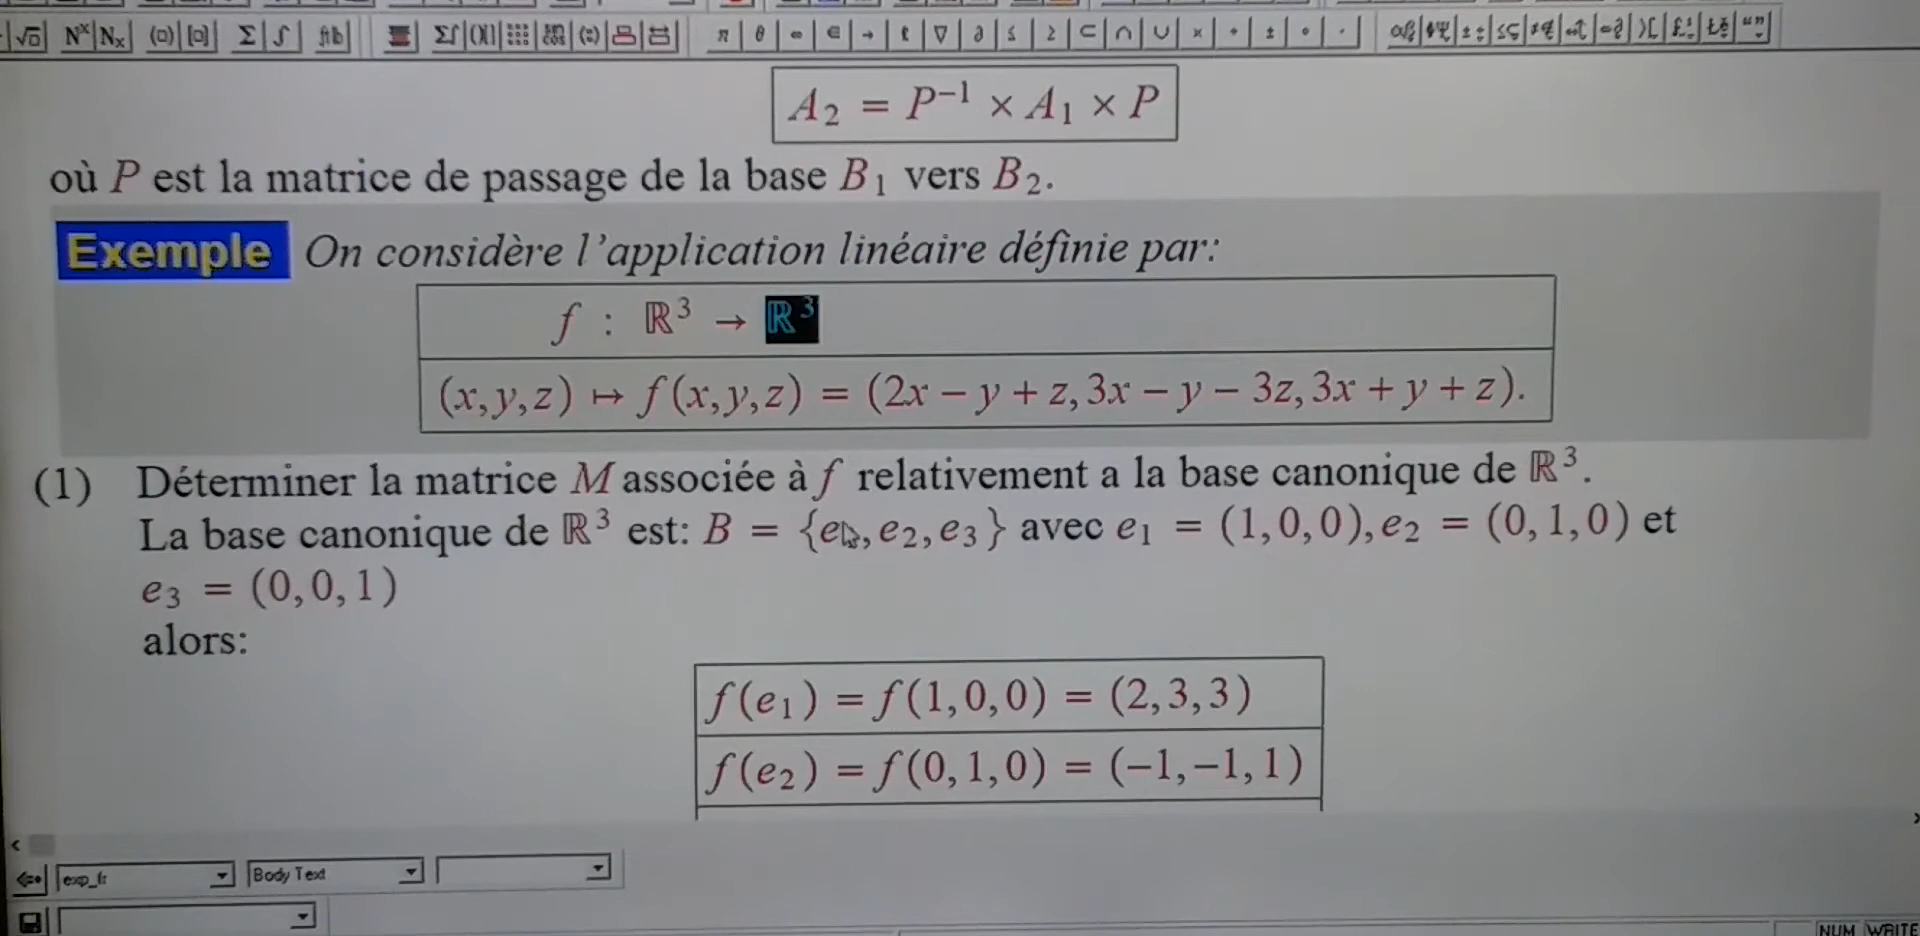 A₂ = P⁻¹ × A₁ × P
où P est la matrice de passage de la base B₁ vers B₂.
Exemple On considère l'application linéaire définie par:
f : ℝ³ → ℝ³
(x,y,z) ↦ f(x,y,z) = (2x − y + z, 3x − y − 3z, 3x + y + z).
(1) Déterminer la matrice M associée à f relativement a la base canonique de ℝ³.
La base canonique de ℝ³ est: B = {e₁, e₂, e₃} avec e₁ = (1,0,0), e₂ = (0,1,0) et
e₃ = (0,0,1)
alors:
f(e₁) = f(1,0,0) = (2,3,3)
f(e₂) = f(0,1,0) = (−1,−1,1)
exp_fr
Body Text
NUM WRITE